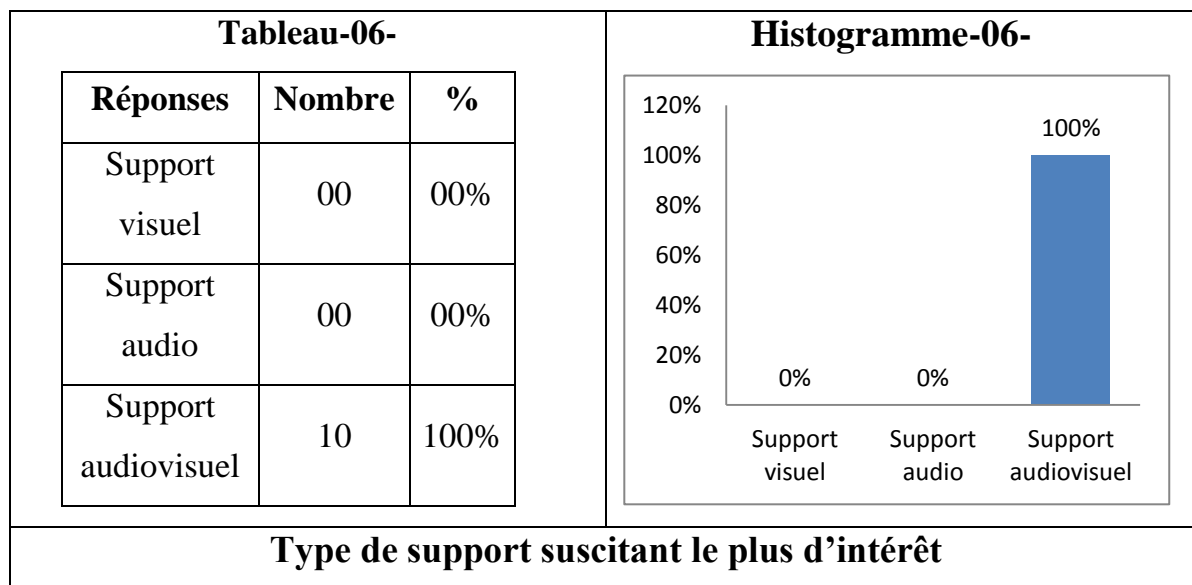 Tableau-06-
Réponses Nombre %
Support visuel 00 00%
Support audio 00 00%
Support audiovisuel 10 100%
Histogramme-06-
120%
100%
80%
60%
40%
20%
0%
0% 0% 100%
Support Support Support
visuel audio audiovisuel
Type de support suscitant le plus d’intérêt